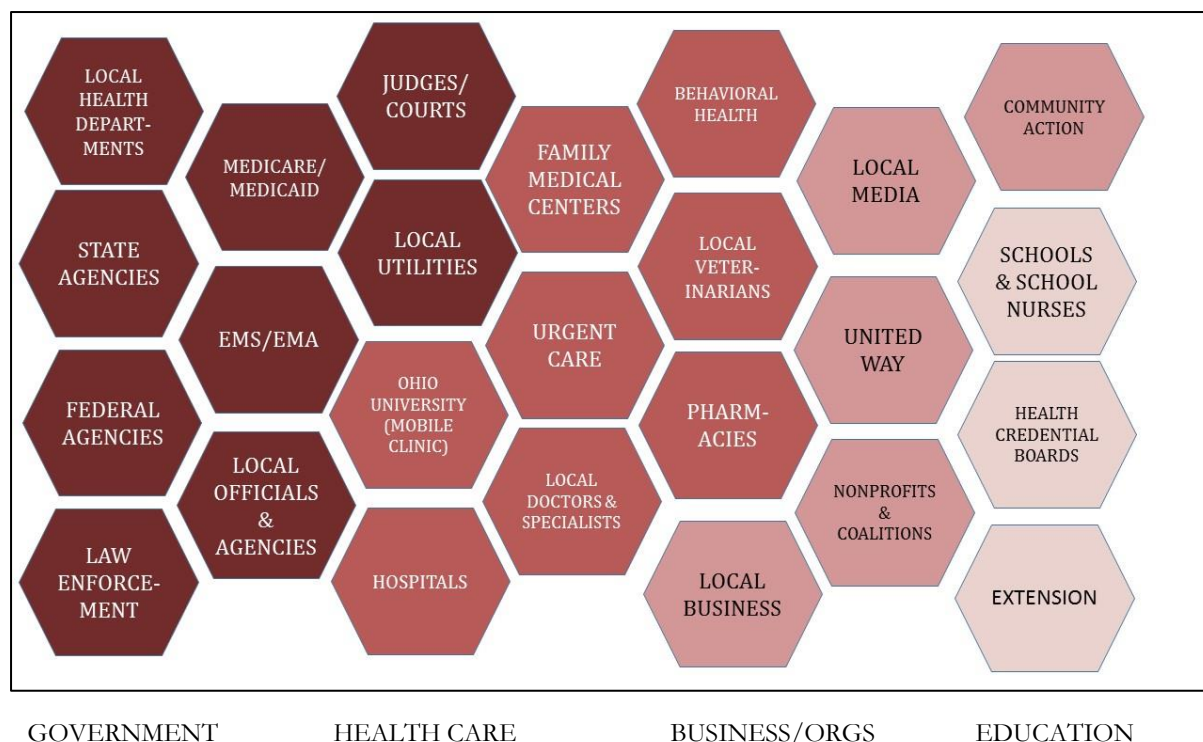 LOCAL
HEALTH
DEPART-
MENTS
STATE
AGENCIES
FEDERAL
AGENCIES
LAW
ENFORCE-
MENT
MEDICARE/
MEDICAID
EMS/EMA
LOCAL
OFFICIALS
&
AGENCIES
JUDGES/
COURTS
LOCAL
UTILITIES
OHIO
UNIVERSITY
(MOBILE
CLINIC)
HOSPITALS
FAMILY
MEDICAL
CENTERS
URGENT
CARE
LOCAL
DOCTORS &
SPECIALISTS
BEHAVIORAL
HEALTH
LOCAL
VETER-
INARIANS
PHARM-
ACIES
LOCAL
BUSINESS
LOCAL
MEDIA
UNITED
WAY
NONPROFITS
&
COALITIONS
COMMUNITY
ACTION
SCHOOLS
& SCHOOL
NURSES
HEALTH
CREDENTIAL
BOARDS
EXTENSION
GOVERNMENT HEALTH CARE BUSINESS/ORGS EDUCATION